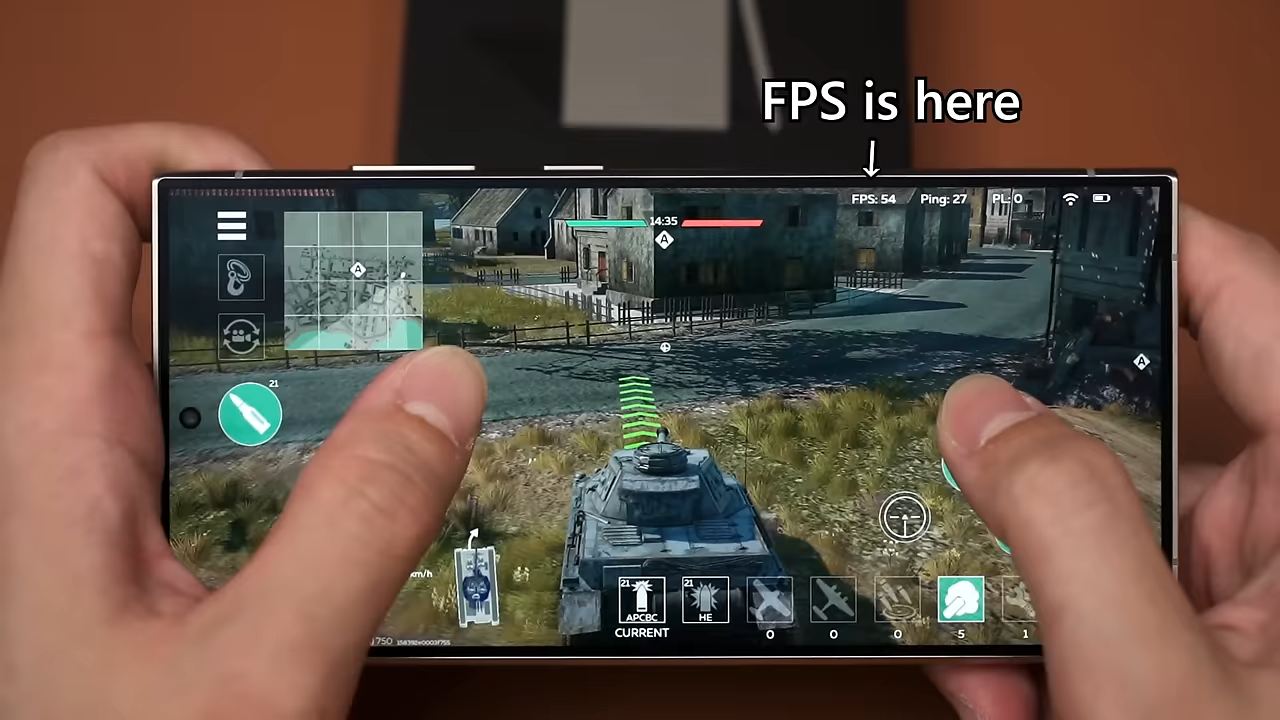 FPS is here
FPS: 54 Ping: 27 PL: 0
14:35
A
A
A
21
km/h
21
APCBC
CURRENT
21
HE
0
0
0
5
1
750